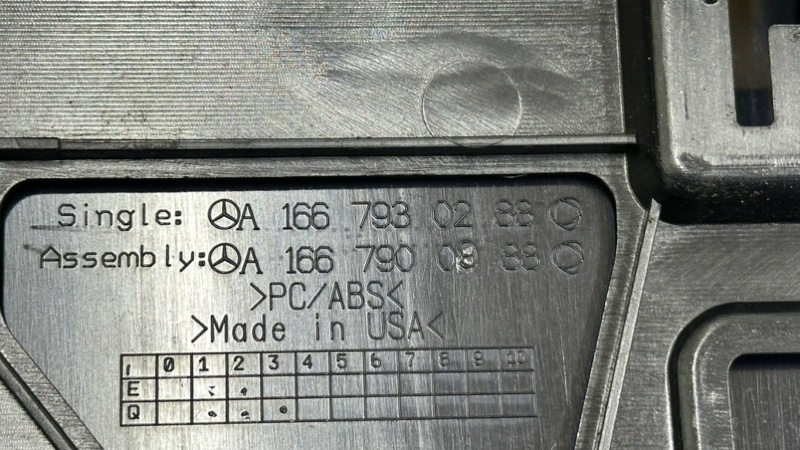 Single: A 166 793 02 88
Assembly: A 166 790 08 88
>PC/ABS<
>Made in USA<
, 0 1 2 3 4 5 6 7 8 9 10
E
Q